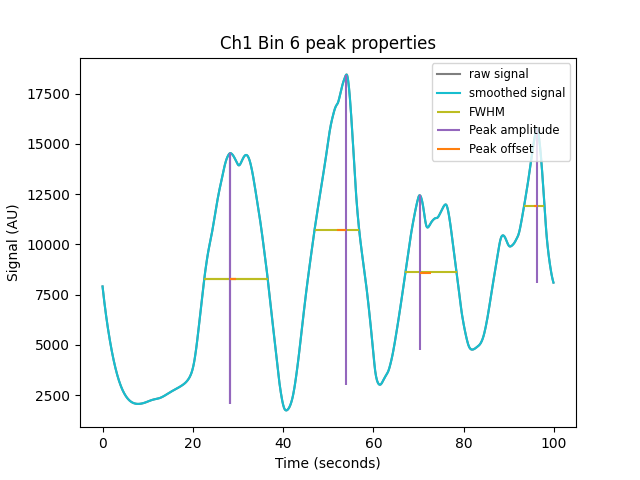 Ch1 Bin 6 peak properties
raw signal
smoothed signal
FWHM
Peak amplitude
Peak offset
17500
15000
12500
10000
7500
5000
2500
Signal (AU)
0 20 40 60 80 100
Time (seconds)